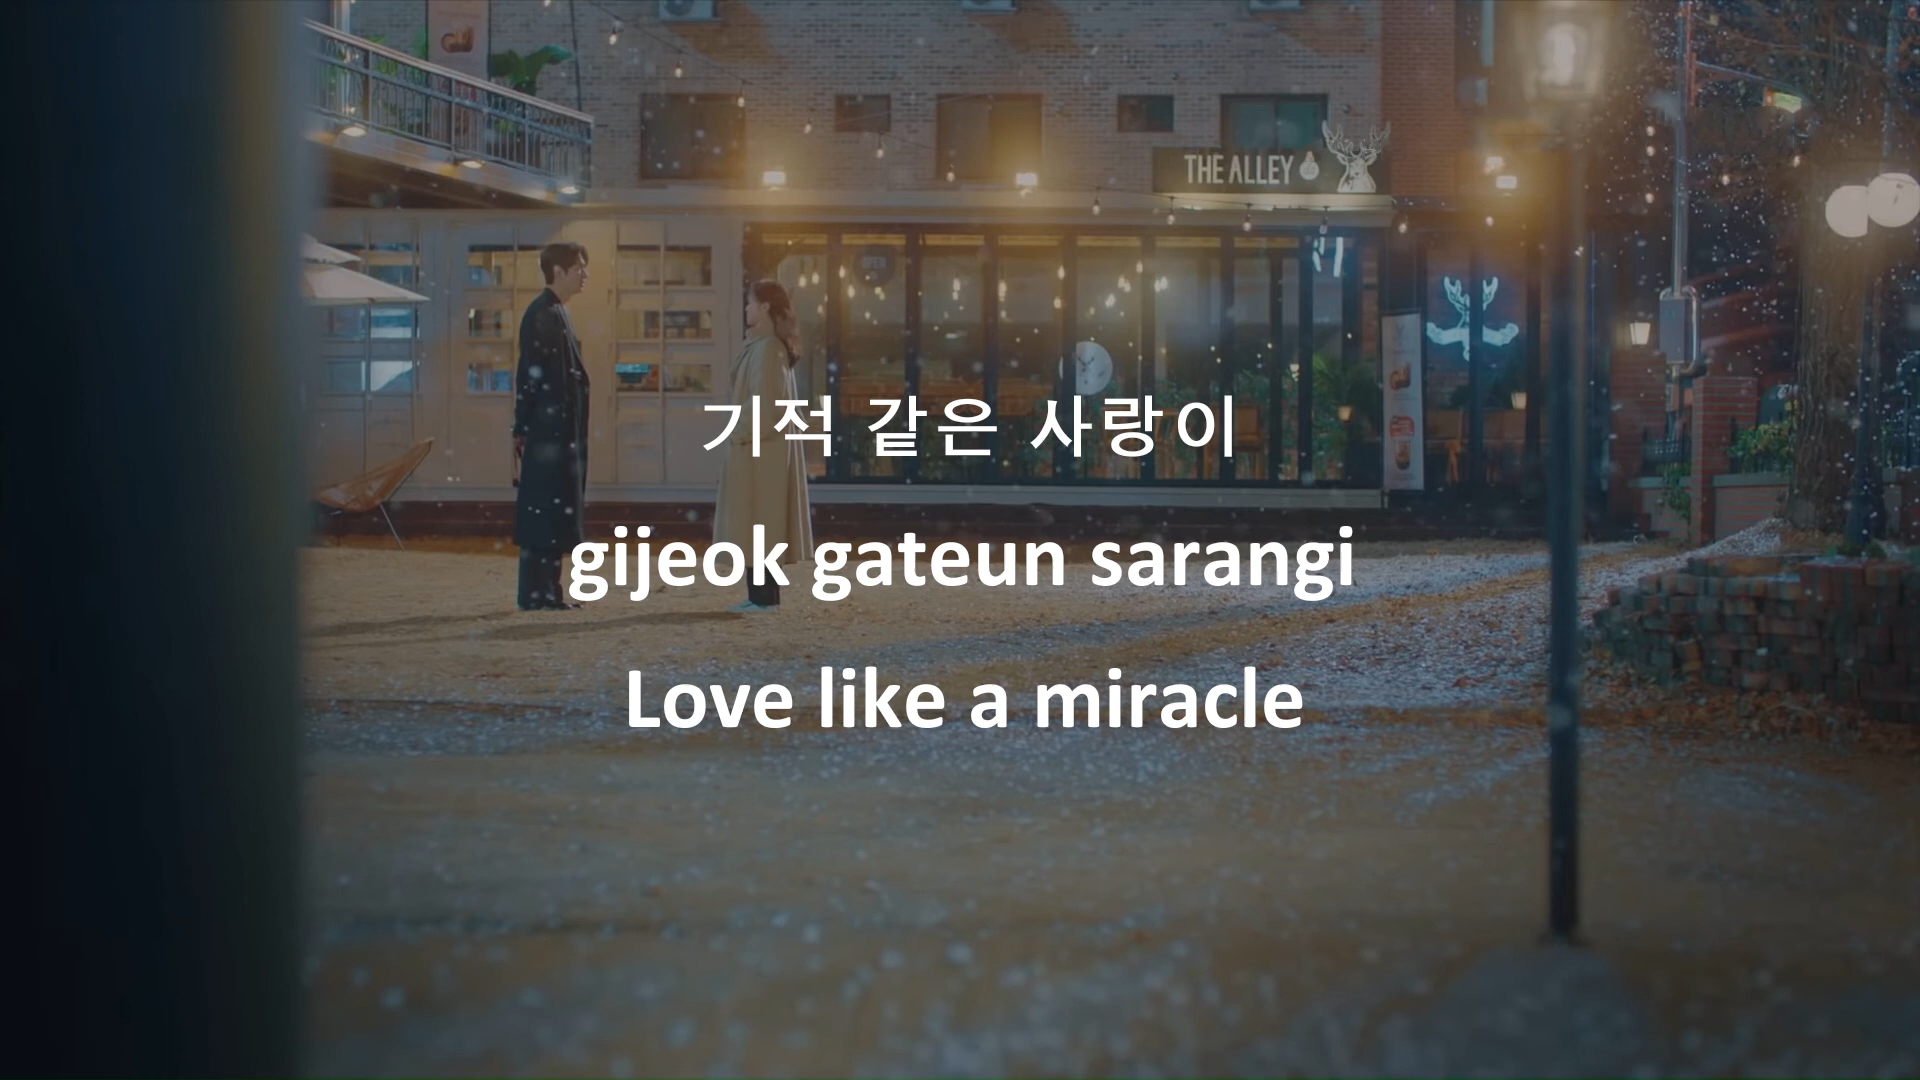 THE ALLEY
OPEN
기적 같은 사랑이
gijeok gateun sarangi
Love like a miracle